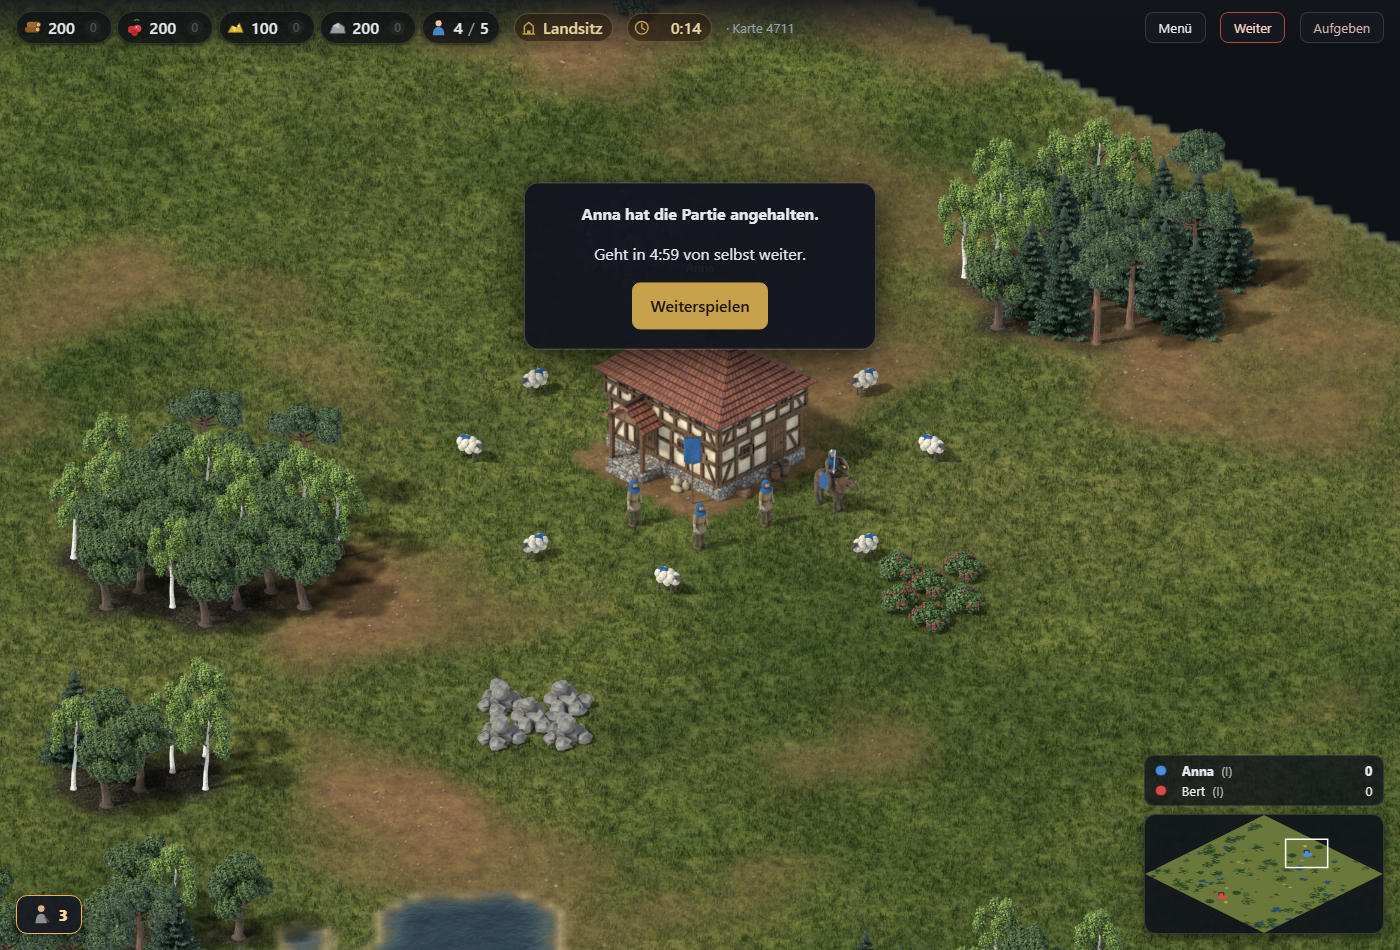 200 0 200 0 100 0 200 0 4 / 5 Landsitz 0:14 · Karte 4711 Menü Weiter Aufgeben
Anna hat die Partie angehalten.
Geht in 4:59 von selbst weiter.
Weiterspielen
Anna (I) 0
Bert (I) 0
3